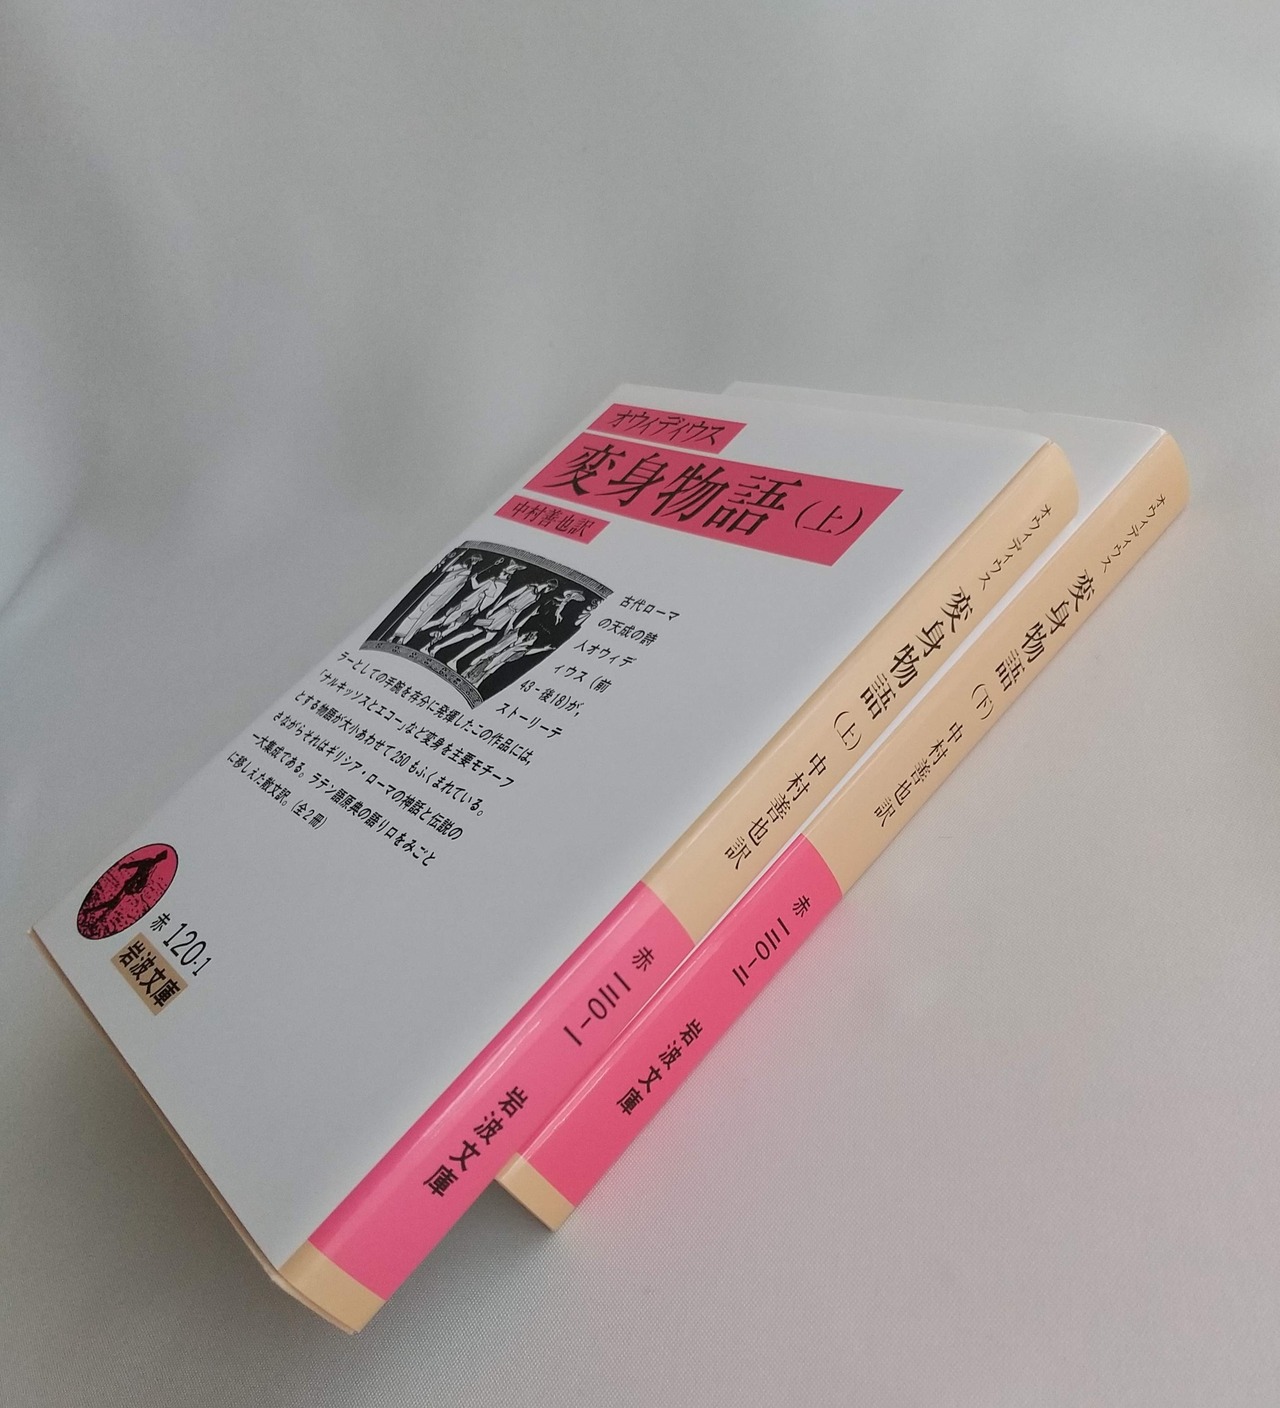 オウィディウス
変身物語(上)
中村善也訳
古代ローマ
の天成の詩
人オウィデ
ィウス(前
43-後18)が,
ストーリーテ
ラーとしての手腕を存分に発揮したこの作品には,
「ナルキッソスとエコー」など変身を主要モチーフ
とする物語が大小あわせて250もふくまれている。
さながらそれはギリシア・ローマの神話と伝説の
一大集成である。ラテン語原典の語り口をみごと
に移しえた散文訳。(全2冊)
赤 120-1
岩波文庫
オウィディウス 変身物語(上) 中村善也訳
赤 一二〇-一
岩波文庫
オウィディウス 変身物語(下) 中村善也訳
赤 一二〇-二
岩波文庫